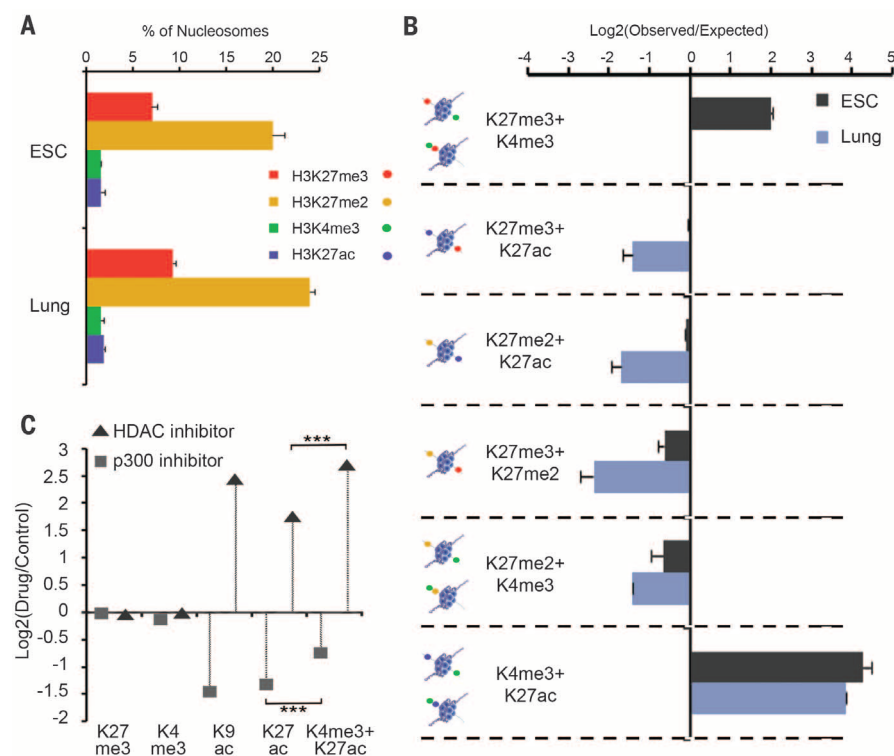 A
% of Nucleosomes
0 5 10 15 20 25
ESC
Lung
H3K27me3
H3K27me2
H3K4me3
H3K27ac
B
Log2(Observed/Expected)
-4 -3 -2 -1 0 1 2 3 4 5
ESC
Lung
K27me3+
K4me3
K27me3+
K27ac
K27me2+
K27ac
K27me3+
K27me2
K27me2+
K4me3
K4me3+
K27ac
C
HDAC inhibitor
p300 inhibitor
Log2(Drug/Control)
3
2.5
2
1.5
1
0.5
0
-0.5
-1
-1.5
-2
***
***
K27 K4 K9 K27 K4me3+
me3 me3 ac ac K27ac